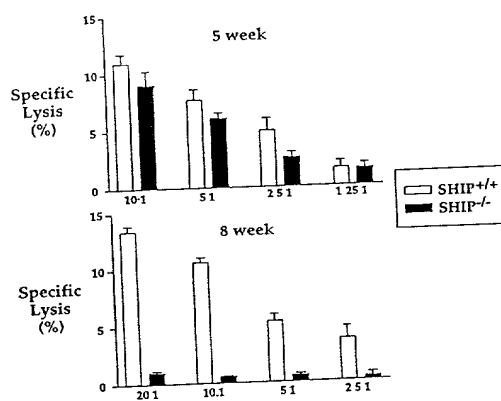 5 week
15
10
5
0
Specific
Lysis
(%)
10·1
5 1
2 5 1
1 25 1
SHIP+/+
SHIP-/-
8 week
15
10
5
0
Specific
Lysis
(%)
20 1
10.1
5 1
2 5 1